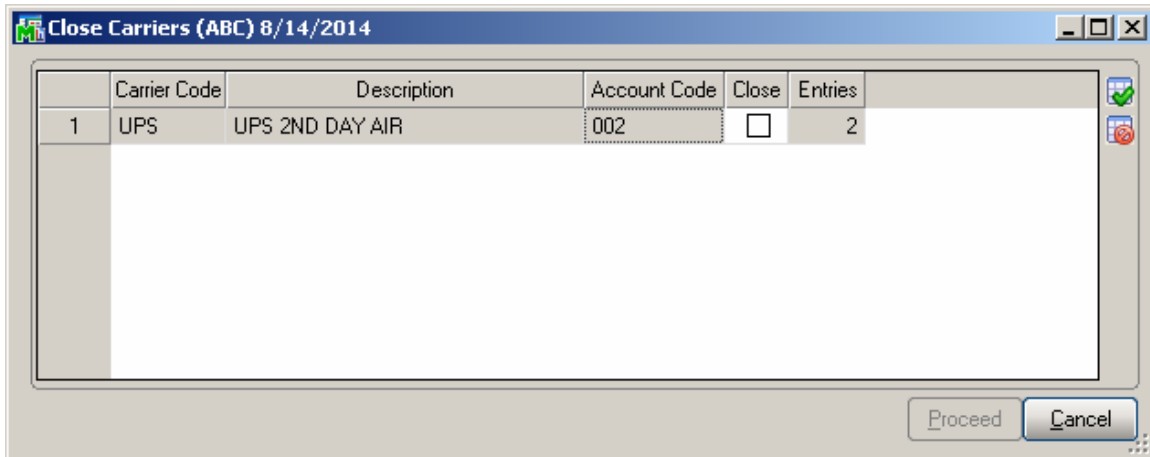 Close Carriers (ABC) 8/14/2014
Carrier Code Description Account Code Close Entries
1 UPS UPS 2ND DAY AIR 002 2
Proceed Cancel